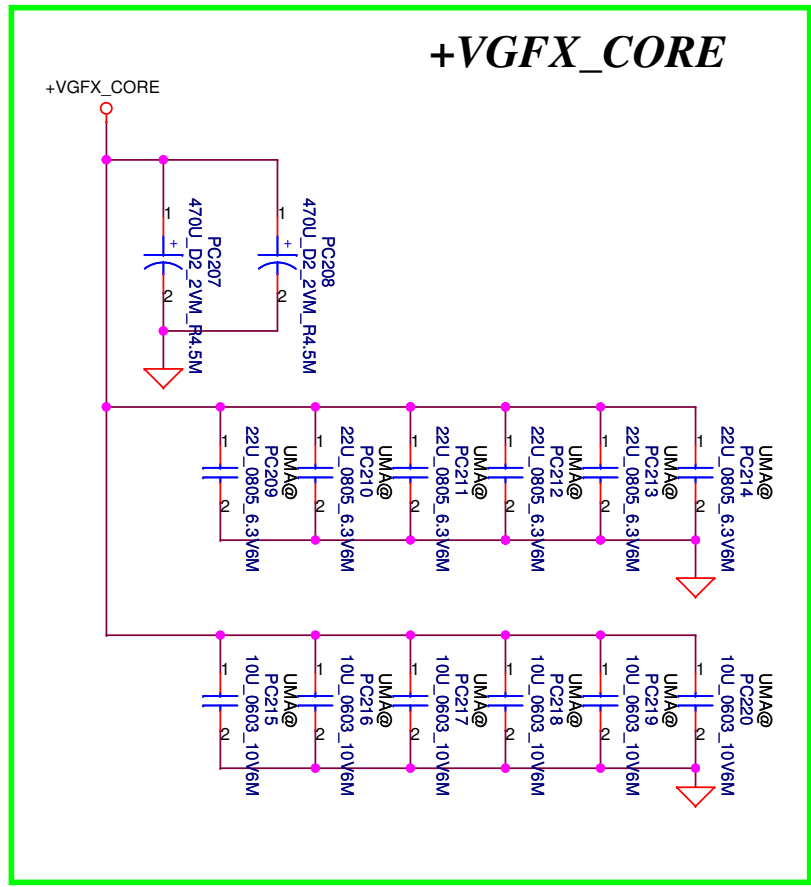 +VGFX_CORE
+VGFX_CORE
1
1
+
+
PC207
470U_D2_2VM_R4.5M
PC208
470U_D2_2VM_R4.5M
2
2
1
1
1
1
1
1
UMA@
PC209
22U_0805_6.3V6M
UMA@
PC210
22U_0805_6.3V6M
UMA@
PC211
22U_0805_6.3V6M
UMA@
PC212
22U_0805_6.3V6M
UMA@
PC213
22U_0805_6.3V6M
UMA@
PC214
22U_0805_6.3V6M
2
2
2
2
2
2
1
1
1
1
1
1
UMA@
PC215
10U_0603_10V6M
UMA@
PC216
10U_0603_10V6M
UMA@
PC217
10U_0603_10V6M
UMA@
PC218
10U_0603_10V6M
UMA@
PC219
10U_0603_10V6M
UMA@
PC220
10U_0603_10V6M
2
2
2
2
2
2